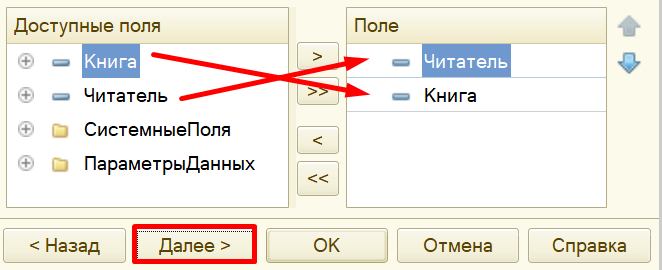 Доступные поля
Поле
Книга
Читатель
СистемныеПоля
ПараметрыДанных
>
>>
<
<<
Читатель
Книга
< Назад
Далее >
OK
Отмена
Справка